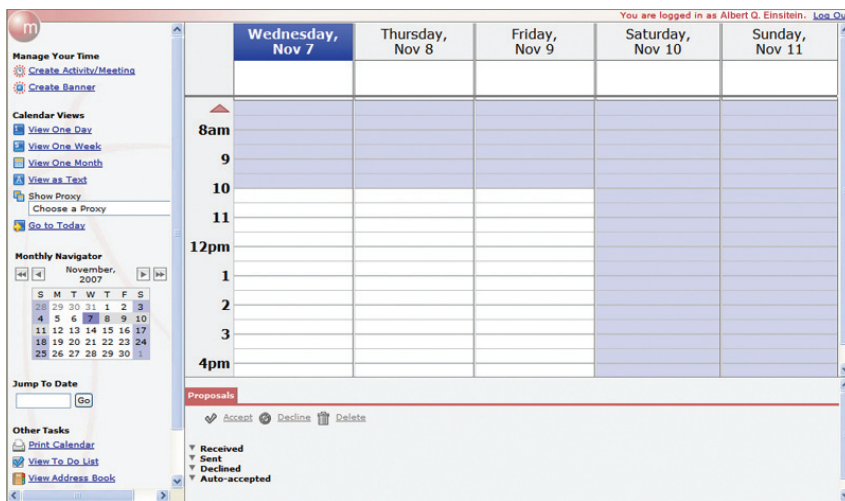 You are logged in as Albert Q. Einsitein. Log Ou
m
Manage Your Time
Create Activity/Meeting
Create Banner
Calendar Views
View One Day
View One Week
View One Month
View as Text
Show Proxy
Choose a Proxy
Go to Today
Monthly Navigator
November,
2007
S M T W T F S
28 29 30 31 1 2 3
4 5 6 7 8 9 10
11 12 13 14 15 16 17
18 19 20 21 22 23 24
25 26 27 28 29 30 1
Jump To Date
Go
Other Tasks
Print Calendar
View To Do List
View Address Book
Wednesday,
Nov 7
Thursday,
Nov 8
Friday,
Nov 9
Saturday,
Nov 10
Sunday,
Nov 11
8am
9
10
11
12pm
1
2
3
4pm
Proposals
Accept Decline Delete
Received
Sent
Declined
Auto-accepted